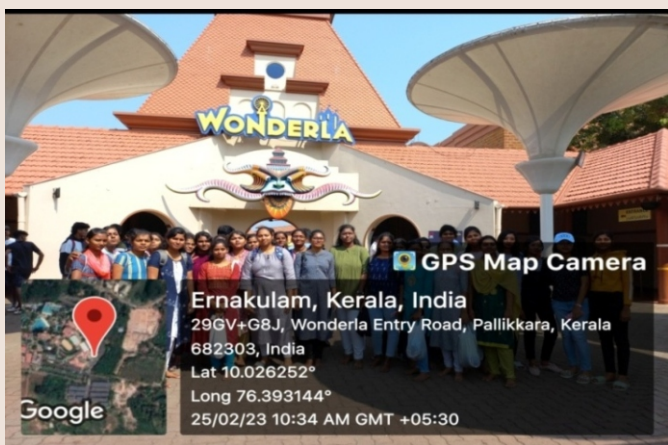 WONDERLA
GPS Map Camera
Ernakulam, Kerala, India
29GV+G8J, Wonderla Entry Road, Pallikkara, Kerala
682303, India
Lat 10.026252°
Long 76.393144°
25/02/23 10:34 AM GMT +05:30
Google